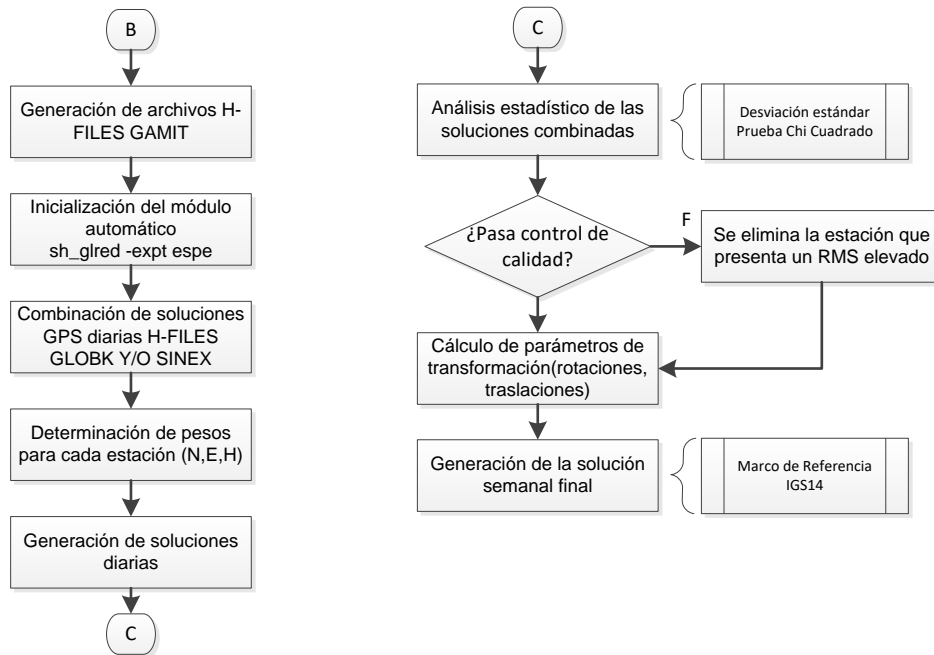 B
Generación de archivos H-
FILES GAMIT
Inicialización del módulo
automático
sh_glred -expt espe
Combinación de soluciones
GPS diarias H-FILES
GLOBK Y/O SINEX
Determinación de pesos
para cada estación (N,E,H)
Generación de soluciones
diarias
C
C
Análisis estadístico de las
soluciones combinadas
Desviación estándar
Prueba Chi Cuadrado
¿Pasa control de
calidad?
F
Se elimina la estación que
presenta un RMS elevado
Cálculo de parámetros de
transformación(rotaciones,
traslaciones)
Generación de la solución
semanal final
Marco de Referencia
IGS14